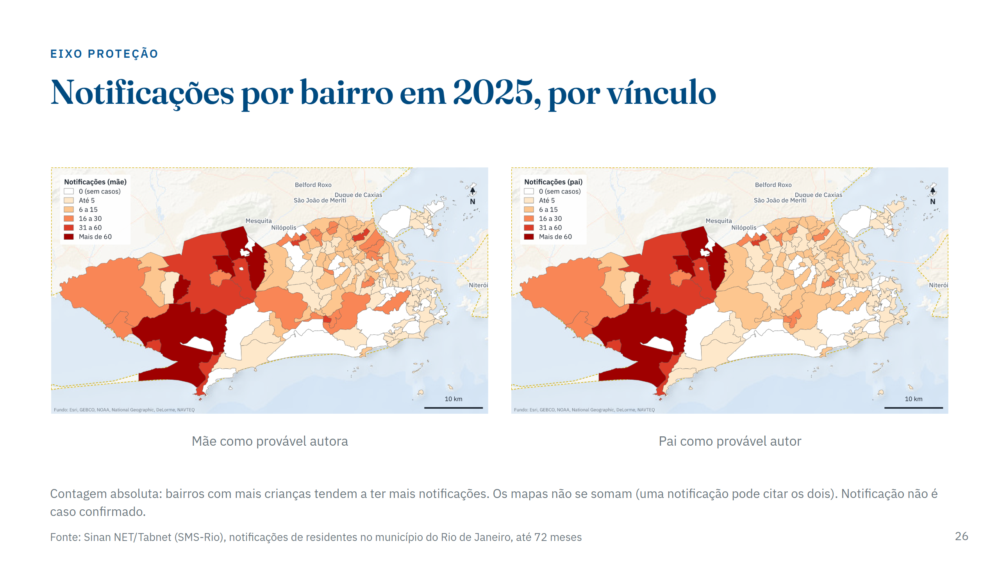 EIXO PROTEÇÃO
Notificações por bairro em 2025, por vínculo
Notificações (mãe)
0 (sem casos)
Até 5
6 a 15
16 a 30
31 a 60
Mais de 60
Belford Roxo
Duque de Caxias
São João de Meriti
Mesquita
Nilópolis
Niterói
N
10 km
Fundo: Esri, GEBCO, NOAA, National Geographic, DeLorme, NAVTEQ
Notificações (pai)
0 (sem casos)
Até 5
6 a 15
16 a 30
31 a 60
Mais de 60
Belford Roxo
Duque de Caxias
São João de Meriti
Mesquita
Nilópolis
Niterói
N
10 km
Fundo: Esri, GEBCO, NOAA, National Geographic, DeLorme, NAVTEQ
Mãe como provável autora
Pai como provável autor
Contagem absoluta: bairros com mais crianças tendem a ter mais notificações. Os mapas não se somam (uma notificação pode citar os dois). Notificação não é
caso confirmado.
Fonte: Sinan NET/Tabnet (SMS-Rio), notificações de residentes no município do Rio de Janeiro, até 72 meses
26